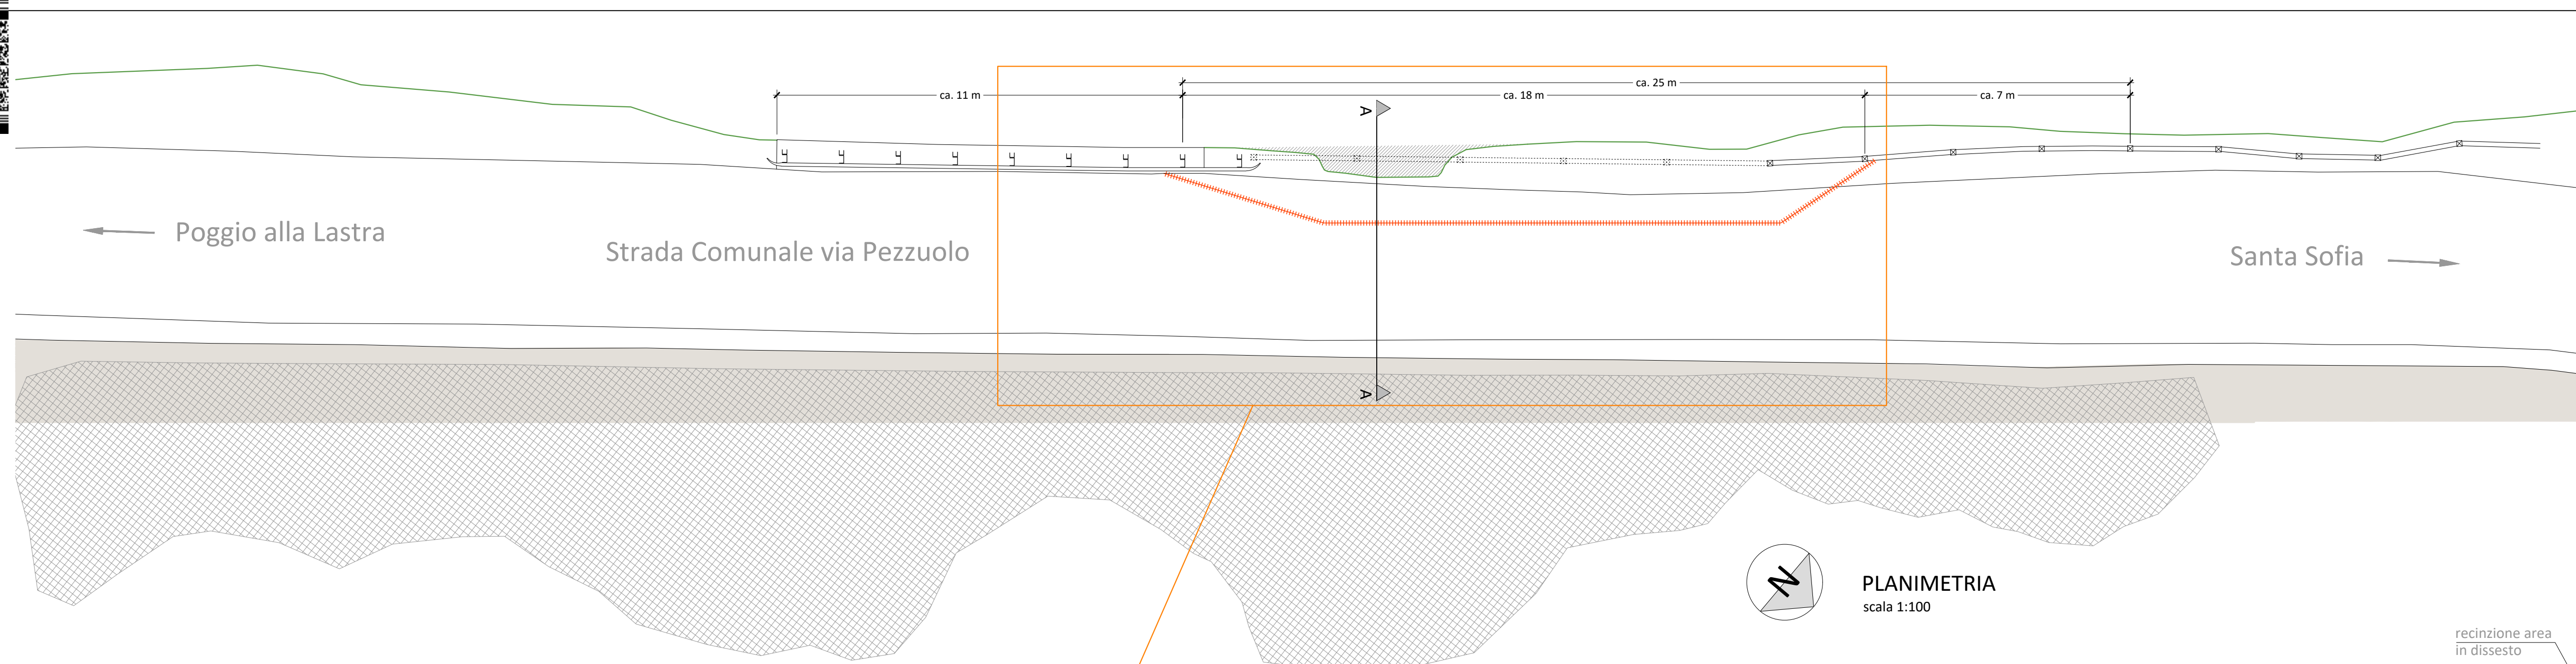 ca. 25 m
ca. 11 m
ca. 18 m
ca. 7 m
A
Poggio alla Lastra
Strada Comunale via Pezzuolo
Santa Sofia
A
N
PLANIMETRIA
scala 1:100
recinzione area
in dissesto